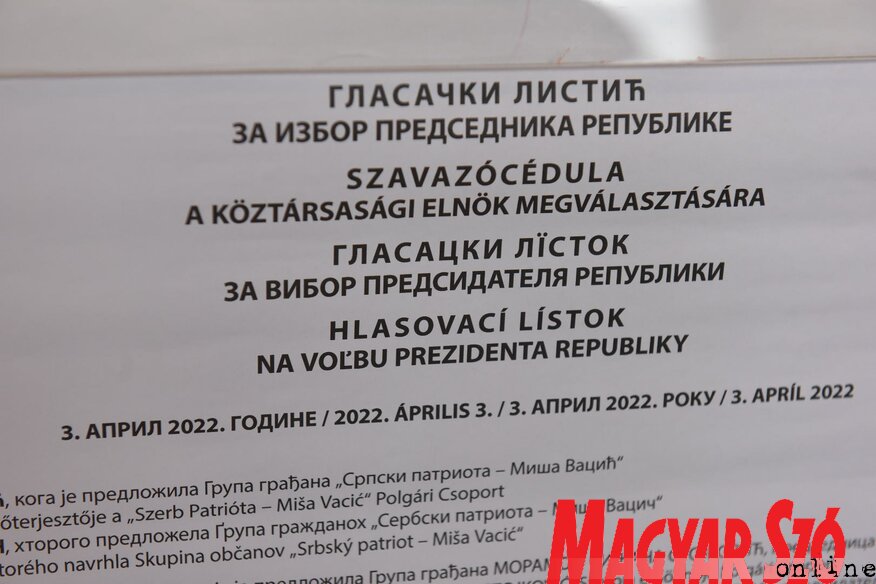 ГЛАСАЧКИ ЛИСТИЋ
ЗА ИЗБОР ПРЕДСЕДНИКА РЕПУБЛИКЕ
SZAVAZÓCÉDULA
A KÖZTÁRSASÁGI ELNÖK MEGVÁLASZTÁSÁRA
ГЛАСАЦКИ ЛЇСТОК
ЗА ВИБОР ПРЕДСИДАТЕЛЯ РЕПУБЛИКИ
HLASOVACÍ LÍSTOK
NA VOĽBU PREZIDENTA REPUBLIKY
3. АПРИЛ 2022. ГОДИНЕ / 2022. ÁPRILIS 3. / 3. АПРИЛ 2022. РОКУ / 3. APRÍL 2022
, кога је предложила Група грађана „Српски патриота – Миша Вацић“
őterjesztője a „Szerb Patrióta – Miša Vacić“ Polgári Csoport
, хторого предложела Ґрупа гражданох „Сербски патриота – Миша Вацич“
torého navrhla Skupina občanov „Srbský patriot – Miša Vacić“
је предложила Група грађана
MAGYAR SZÓ
online